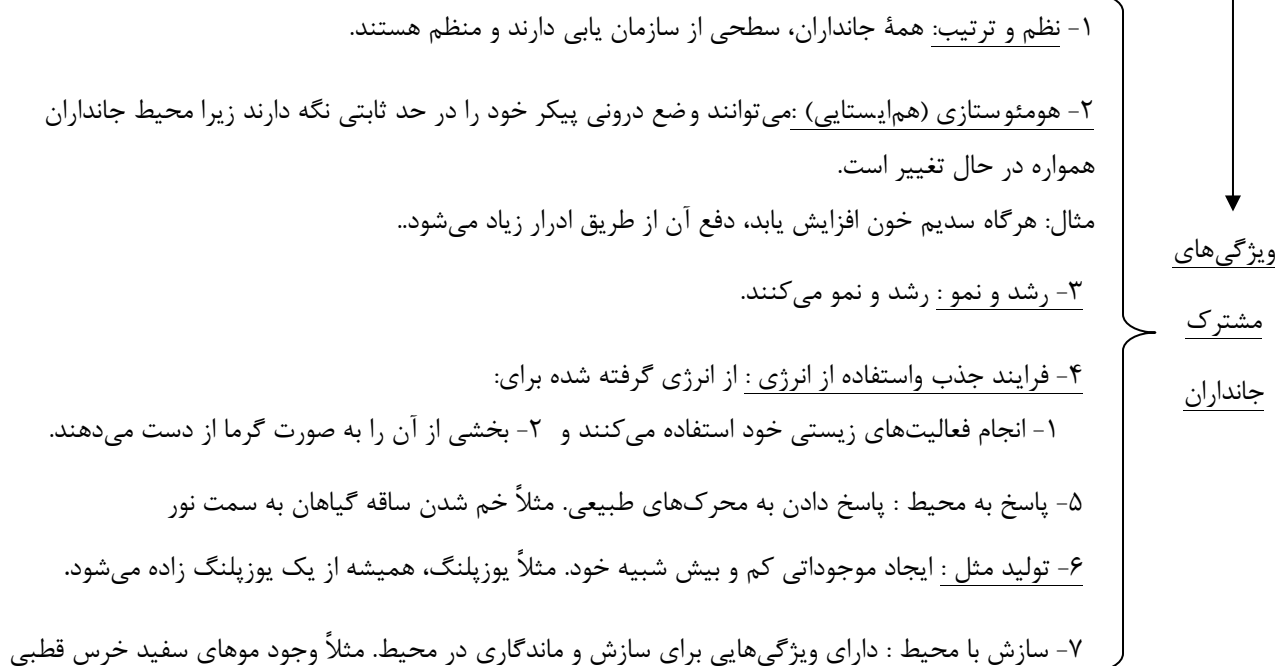 ۱- نظم و ترتیب: همهٔ جانداران، سطحی از سازمان یابی دارند و منظم هستند.
۲- هومئوستازی (هم‌ایستایی) :می‌توانند وضع درونی پیکر خود را در حد ثابتی نگه دارند زیرا محیط جانداران
همواره در حال تغییر است.
مثال: هرگاه سدیم خون افزایش یابد، دفع آن از طریق ادرار زیاد می‌شود..
۳- رشد و نمو : رشد و نمو می‌کنند.
۴- فرایند جذب واستفاده از انرژی : از انرژی گرفته شده برای:
۱- انجام فعالیت‌های زیستی خود استفاده می‌کنند و ۲- بخشی از آن را به صورت گرما از دست می‌دهند.
۵- پاسخ به محیط : پاسخ دادن به محرک‌های طبیعی. مثلاً خم شدن ساقه گیاهان به سمت نور
۶- تولید مثل : ایجاد موجوداتی کم و بیش شبیه خود. مثلاً یوزپلنگ، همیشه از یک یوزپلنگ زاده می‌شود.
۷- سازش با محیط : دارای ویژگی‌هایی برای سازش و ماندگاری در محیط. مثلاً وجود موهای سفید خرس قطبی
ویژگی‌های
مشترک
جانداران